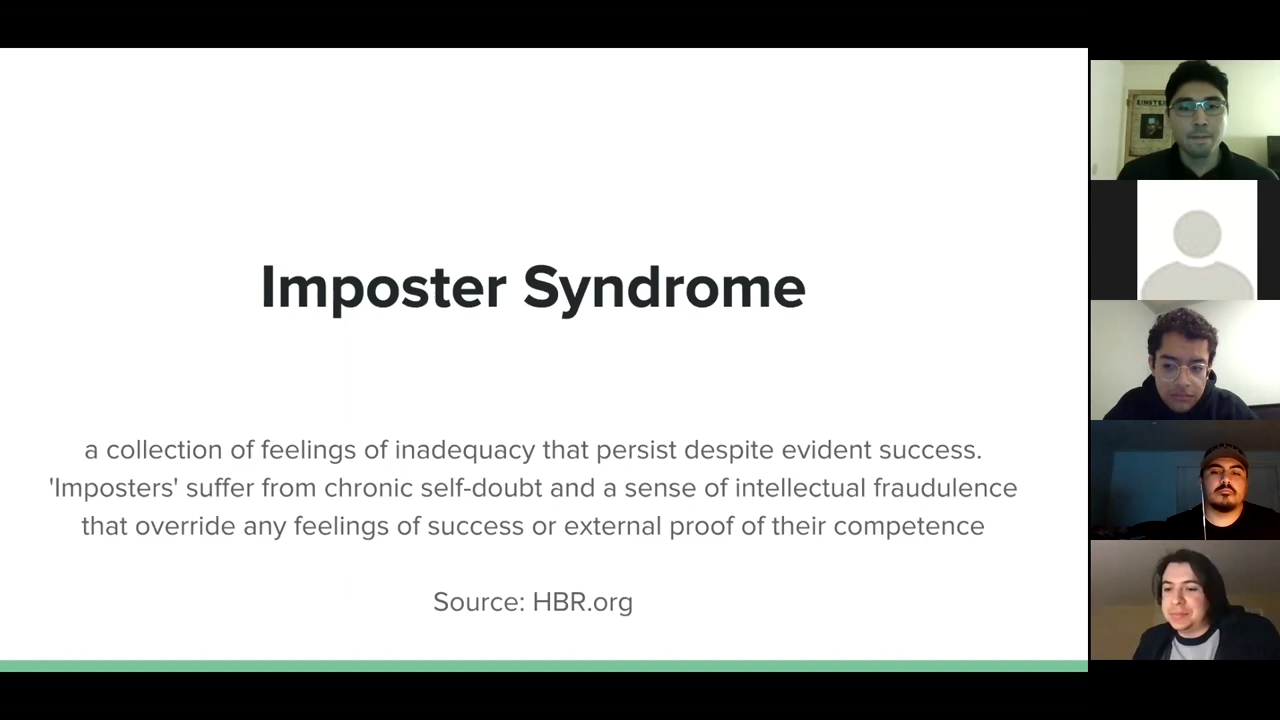 Imposter Syndrome
a collection of feelings of inadequacy that persist despite evident success.
'Imposters' suffer from chronic self-doubt and a sense of intellectual fraudulence
that override any feelings of success or external proof of their competence
Source: HBR.org